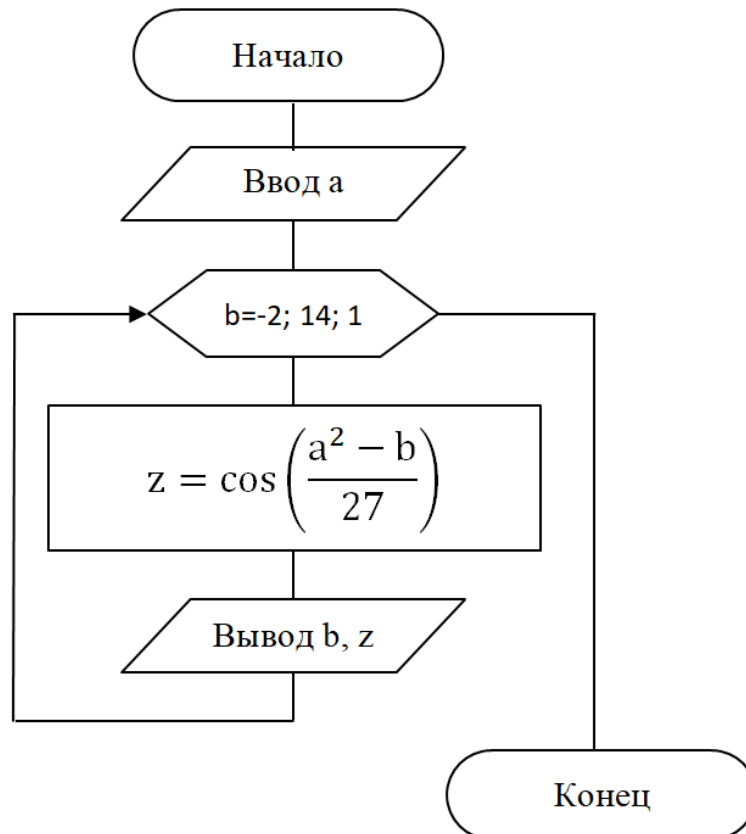 Начало
Ввод a
b=-2; 14; 1
z = cos((a² − b)/27)
Вывод b, z
Конец